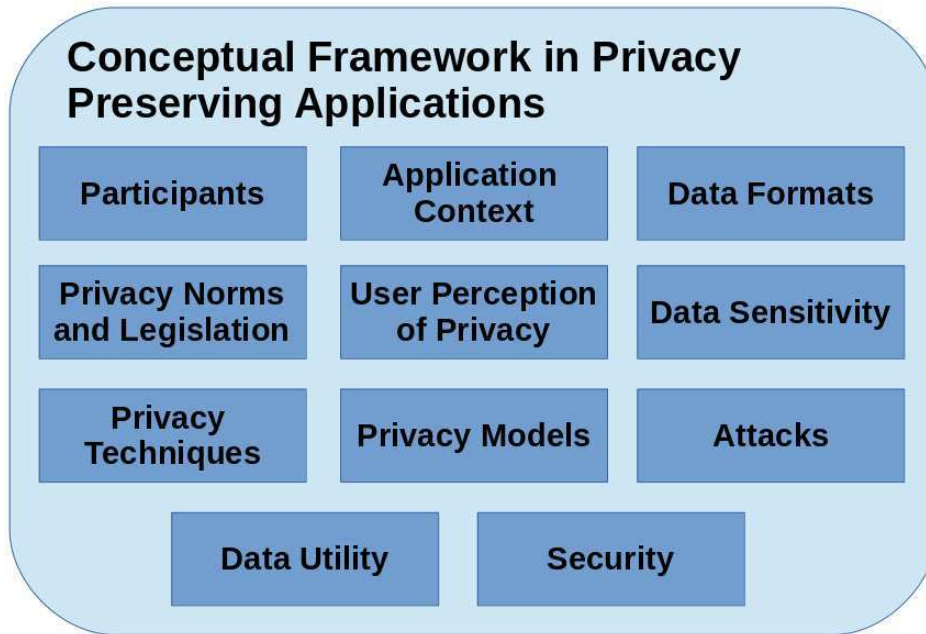 Conceptual Framework in Privacy
Preserving Applications
Participants
Application
Context
Data Formats
Privacy Norms
and Legislation
User Perception
of Privacy
Data Sensitivity
Privacy
Techniques
Privacy Models
Attacks
Data Utility
Security